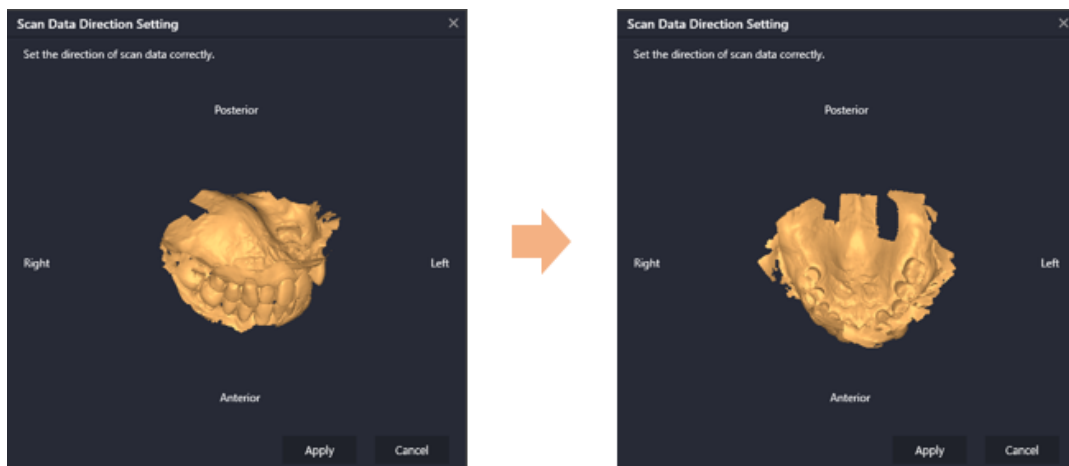 Scan Data Direction Setting
Set the direction of scan data correctly.
Posterior
Right
Left
Anterior
Apply
Cancel
Scan Data Direction Setting
Set the direction of scan data correctly.
Posterior
Right
Left
Anterior
Apply
Cancel